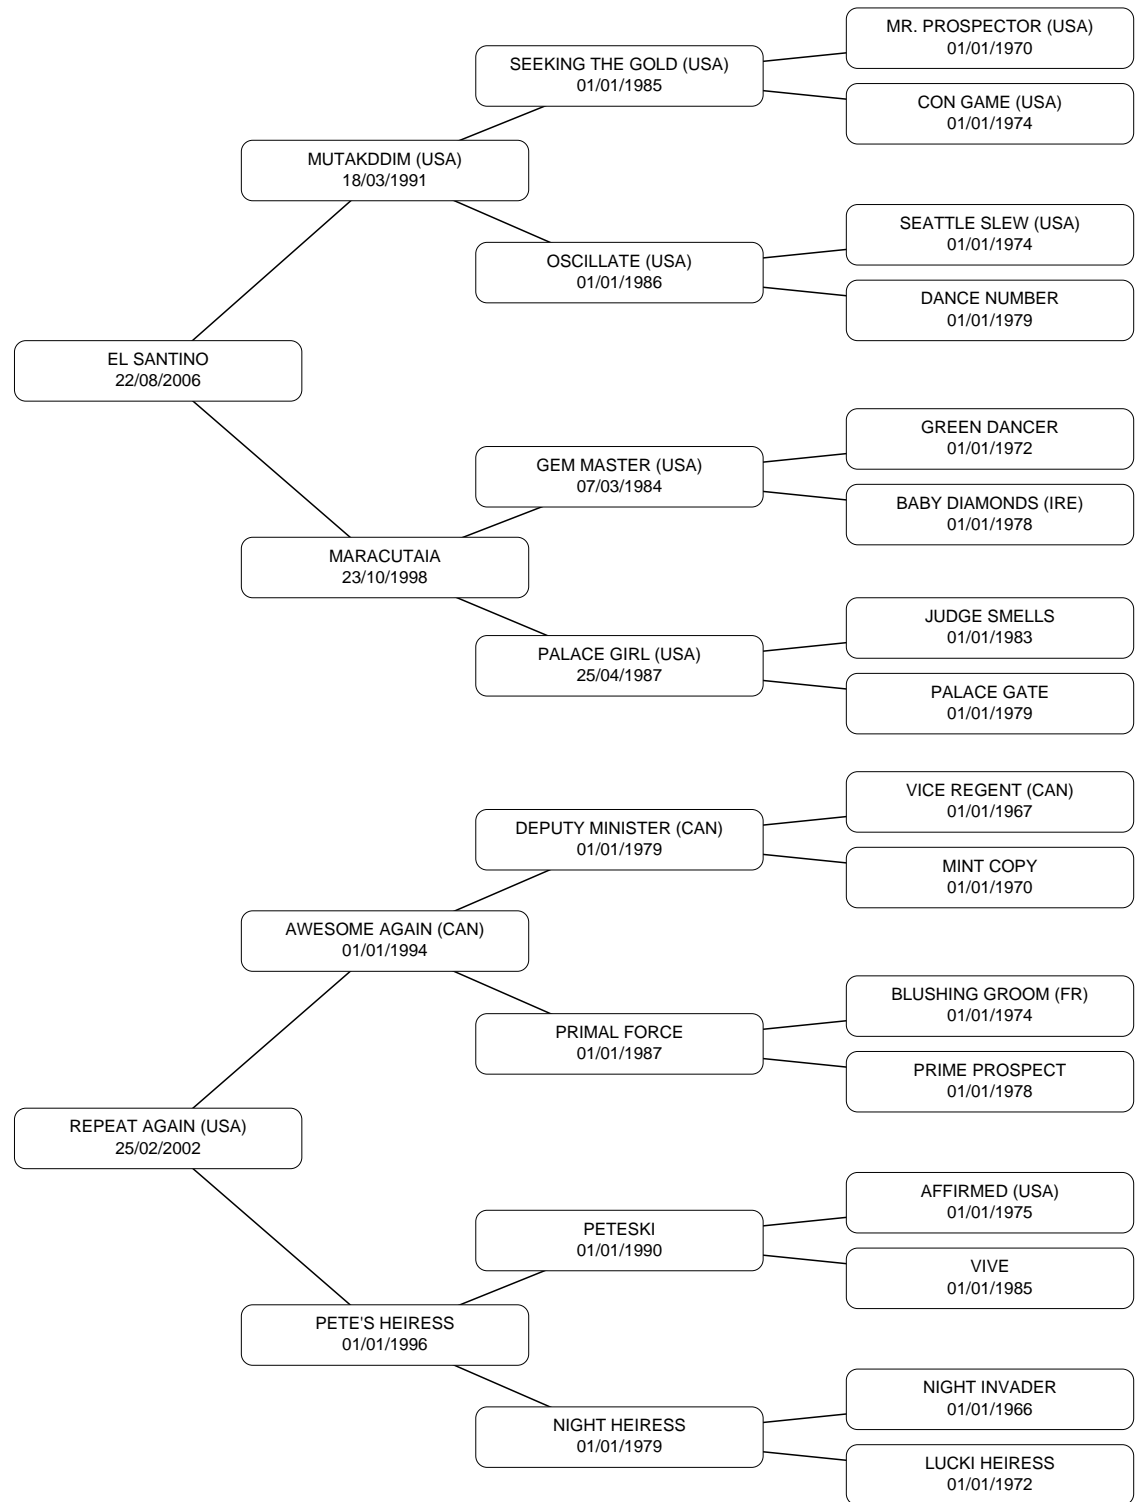 MR. PROSPECTOR (USA)
01/01/1970
SEEKING THE GOLD (USA)
01/01/1985
CON GAME (USA)
01/01/1974
MUTAKDDIM (USA)
18/03/1991
SEATTLE SLEW (USA)
01/01/1974
OSCILLATE (USA)
01/01/1986
DANCE NUMBER
01/01/1979
EL SANTINO
22/08/2006
GREEN DANCER
01/01/1972
GEM MASTER (USA)
07/03/1984
BABY DIAMONDS (IRE)
01/01/1978
MARACUTAIA
23/10/1998
JUDGE SMELLS
01/01/1983
PALACE GIRL (USA)
25/04/1987
PALACE GATE
01/01/1979
VICE REGENT (CAN)
01/01/1967
DEPUTY MINISTER (CAN)
01/01/1979
MINT COPY
01/01/1970
AWESOME AGAIN (CAN)
01/01/1994
BLUSHING GROOM (FR)
01/01/1974
PRIMAL FORCE
01/01/1987
PRIME PROSPECT
01/01/1978
REPEAT AGAIN (USA)
25/02/2002
AFFIRMED (USA)
01/01/1975
PETESKI
01/01/1990
VIVE
01/01/1985
PETE'S HEIRESS
01/01/1996
NIGHT INVADER
01/01/1966
NIGHT HEIRESS
01/01/1979
LUCKI HEIRESS
01/01/1972